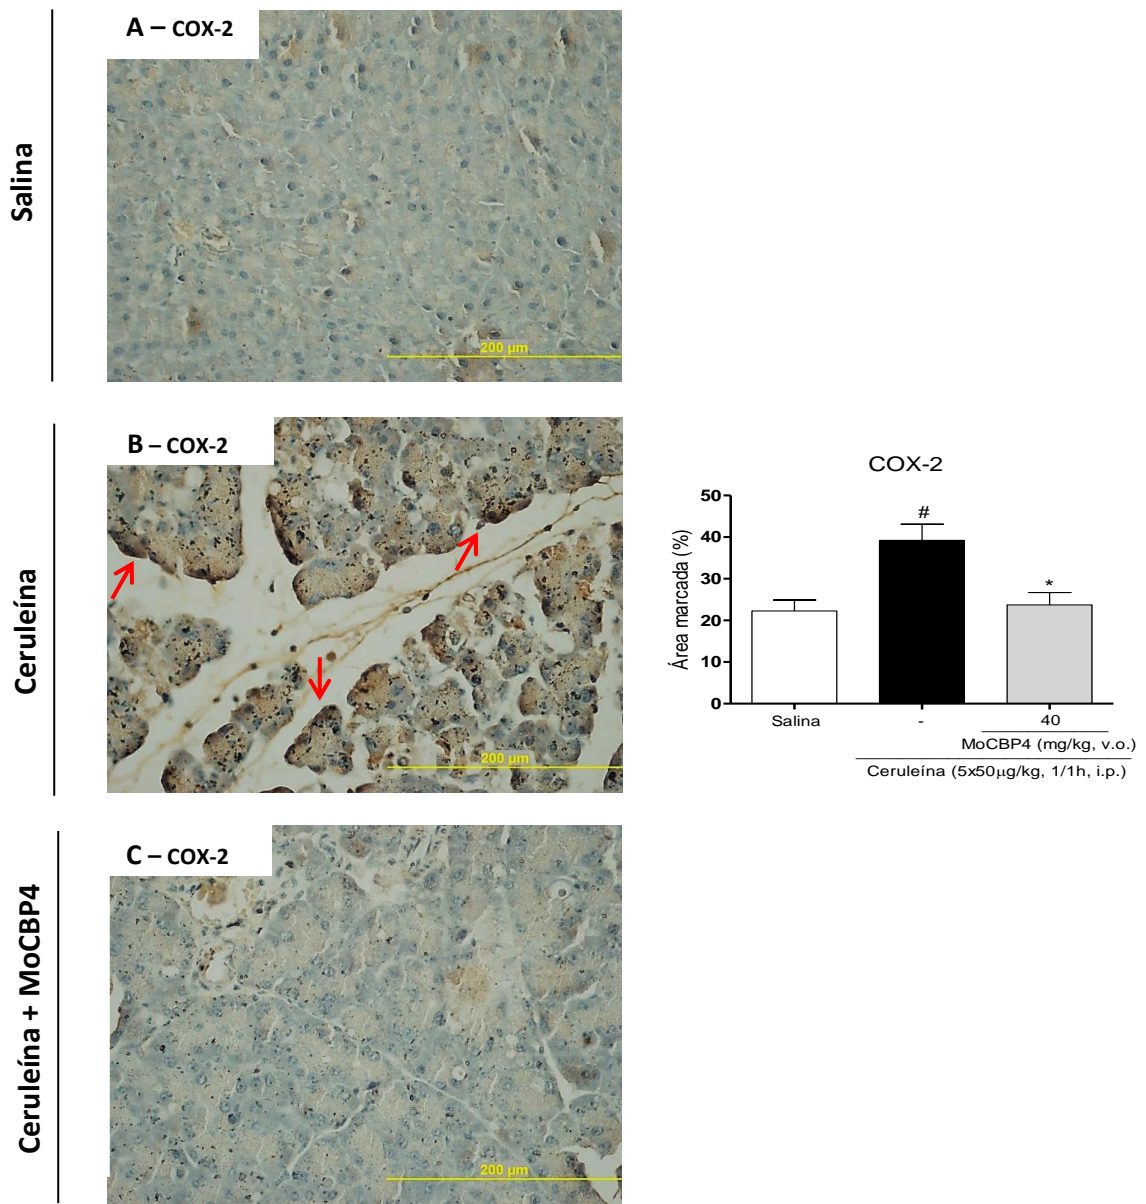 Salina
A – COX-2
200 µm
Ceruleína
B – COX-2
200 µm
COX-2
Área marcada (%)
50
40
30
20
10
0
#
*
Salina
-
40
MoCBP4 (mg/kg, v.o.)
Ceruleína (5x50µg/kg, 1/1h, i.p.)
Ceruleína + MoCBP4
C – COX-2
200 µm